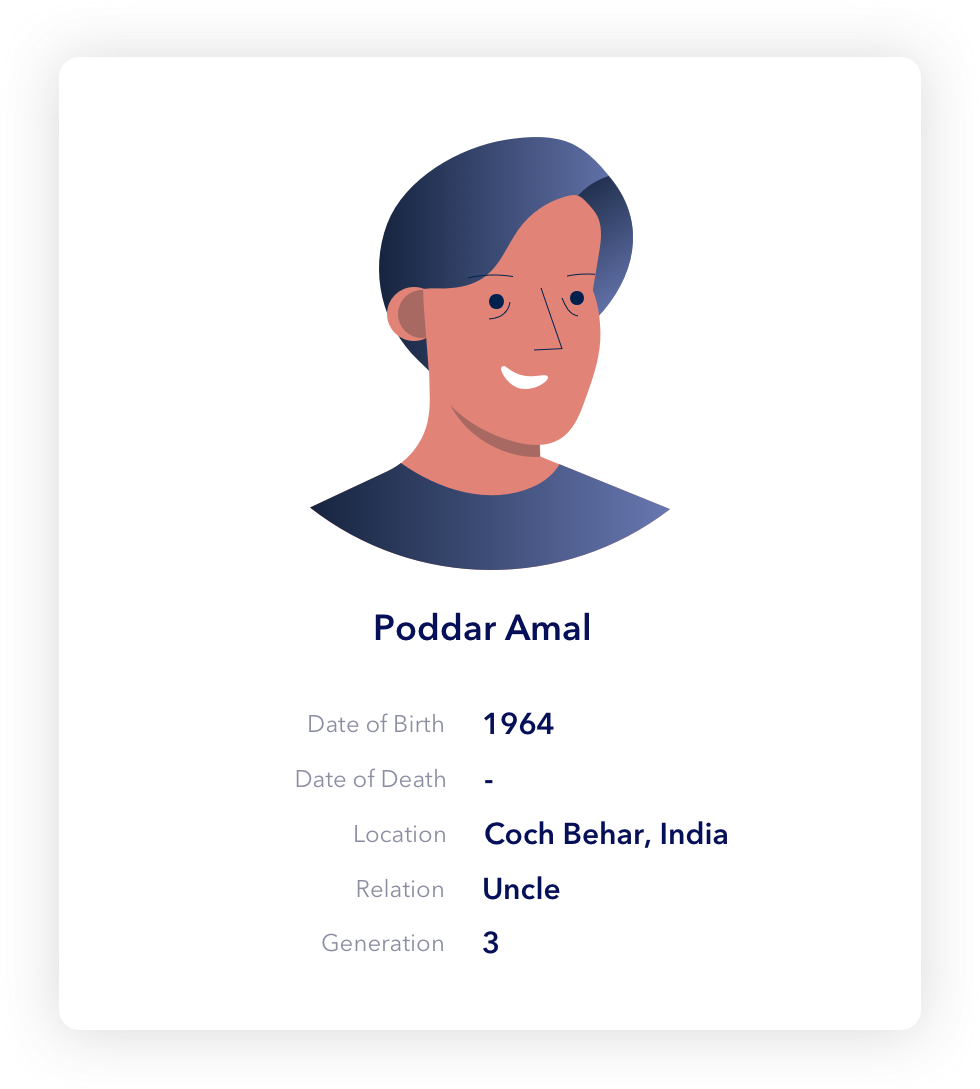 Poddar Amal
Date of Birth 1964
Date of Death -
Location Coch Behar, India
Relation Uncle
Generation 3